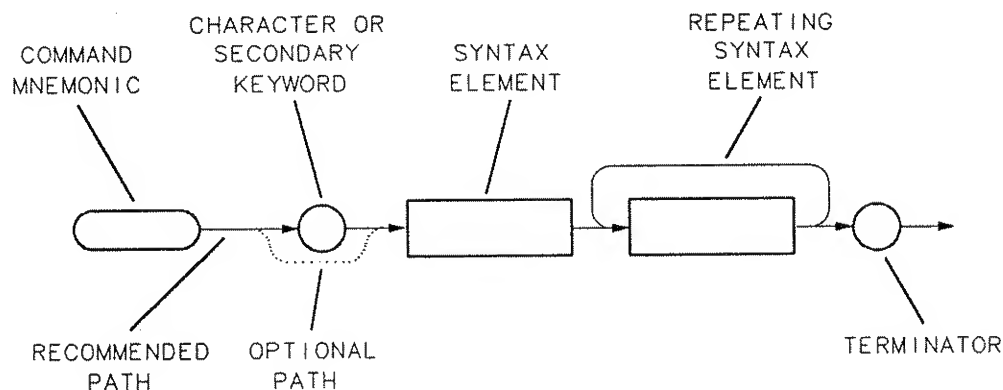 COMMAND
MNEMONIC
CHARACTER OR
SECONDARY
KEYWORD
SYNTAX
ELEMENT
REPEATING
SYNTAX
ELEMENT
RECOMMENDED
PATH
OPTIONAL
PATH
TERMINATOR